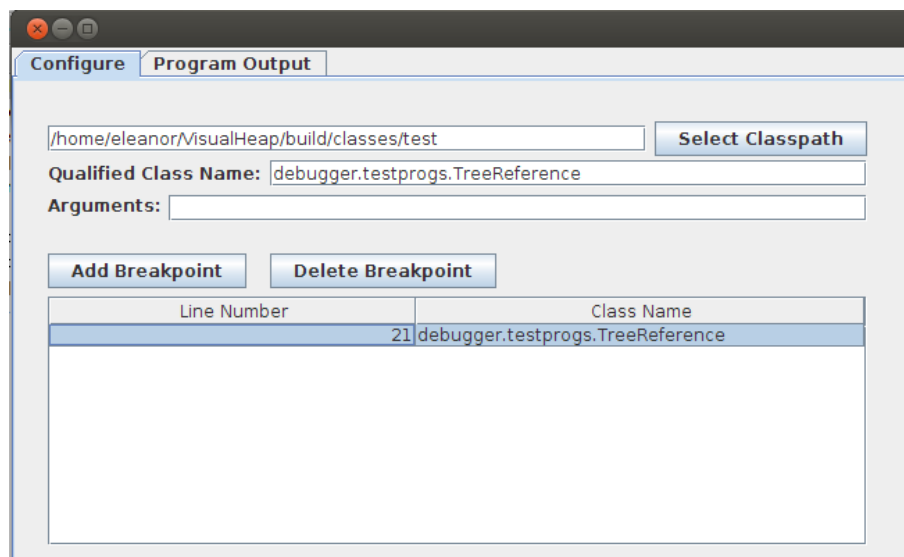 Configure Program Output
/home/eleanor/VisualHeap/build/classes/test Select Classpath
Qualified Class Name: debugger.testprogs.TreeReference
Arguments:
Add Breakpoint Delete Breakpoint
Line Number Class Name
21 debugger.testprogs.TreeReference